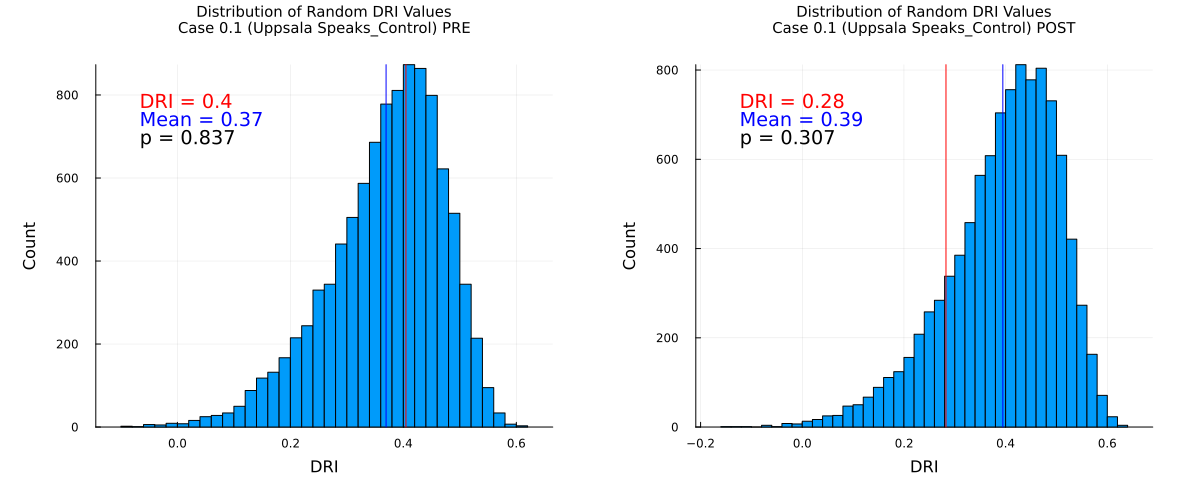 Distribution of Random DRI Values
Case 0.1 (Uppsala Speaks_Control) PRE
DRI = 0.4
Mean = 0.37
p = 0.837
800
600
400
200
0
Count
0.0 0.2 0.4 0.6
DRI
Distribution of Random DRI Values
Case 0.1 (Uppsala Speaks_Control) POST
DRI = 0.28
Mean = 0.39
p = 0.307
800
600
400
200
0
Count
−0.2 0.0 0.2 0.4 0.6
DRI